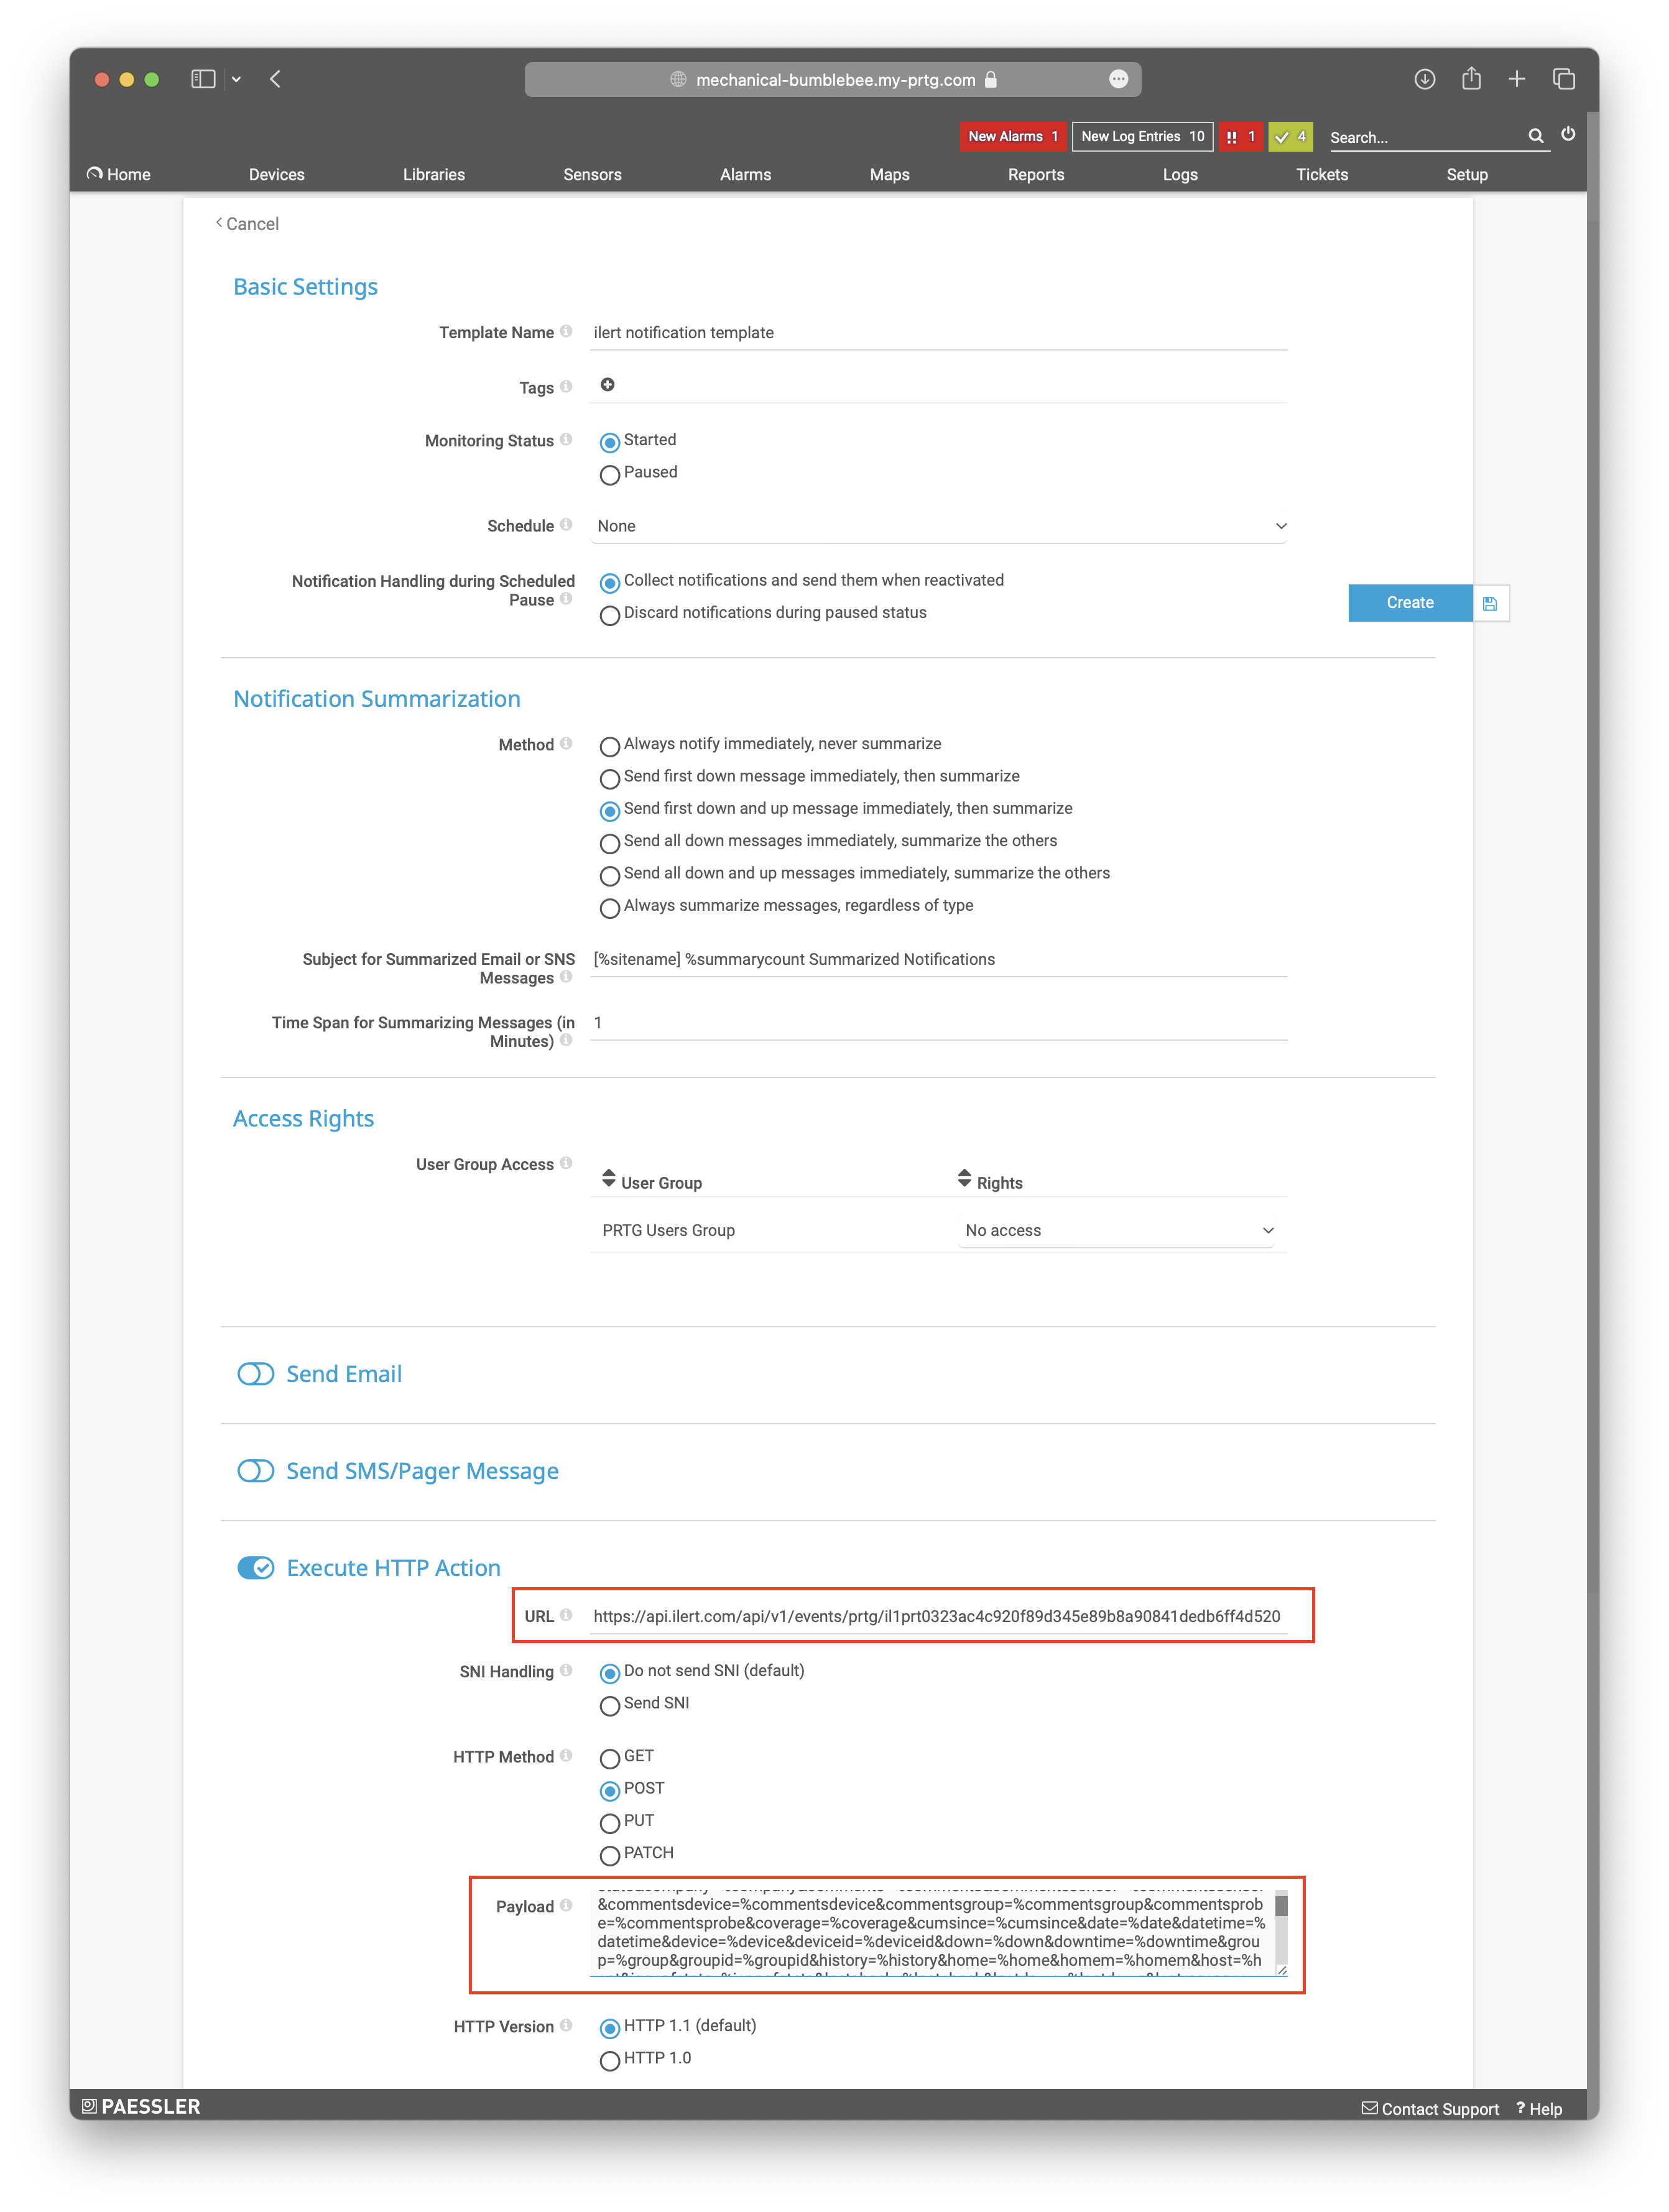 mechanical-bumblebee.my-prtg.com
New Alarms 1 New Log Entries 10 !! 1 4 Search...
Home Devices Libraries Sensors Alarms Maps Reports Logs Tickets Setup
< Cancel
Basic Settings
Template Name ilert notification template
Tags
Monitoring Status Started
Paused
Schedule None
Notification Handling during Scheduled
Pause
Collect notifications and send them when reactivated
Discard notifications during paused status
Create
Notification Summarization
Method Always notify immediately, never summarize
Send first down message immediately, then summarize
Send first down and up message immediately, then summarize
Send all down messages immediately, summarize the others
Send all down and up messages immediately, summarize the others
Always summarize messages, regardless of type
Subject for Summarized Email or SNS
Messages
[%sitename] %summarycount Summarized Notifications
Time Span for Summarizing Messages (in
Minutes)
1
Access Rights
User Group Access
User Group Rights
PRTG Users Group No access
Send Email
Send SMS/Pager Message
Execute HTTP Action
URL https://api.ilert.com/api/v1/events/prtg/il1prt0323ac4c920f89d345e89b8a90841dedb6ff4d520
SNI Handling Do not send SNI (default)
Send SNI
HTTP Method GET
POST
PUT
PATCH
Payload
&commentsdevice=%commentsdevice&commentsgroup=%commentsgroup&commentsprob
e=%commentsprobe&coverage=%coverage&cumsince=%cumsince&date=%date&datetime=%
datetime&device=%device&deviceid=%deviceid&down=%down&downtime=%downtime&grou
p=%group&groupid=%groupid&history=%history&home=%home&homem=%homem&host=%h
HTTP Version HTTP 1.1 (default)
HTTP 1.0
PAESSLER Contact Support ? Help